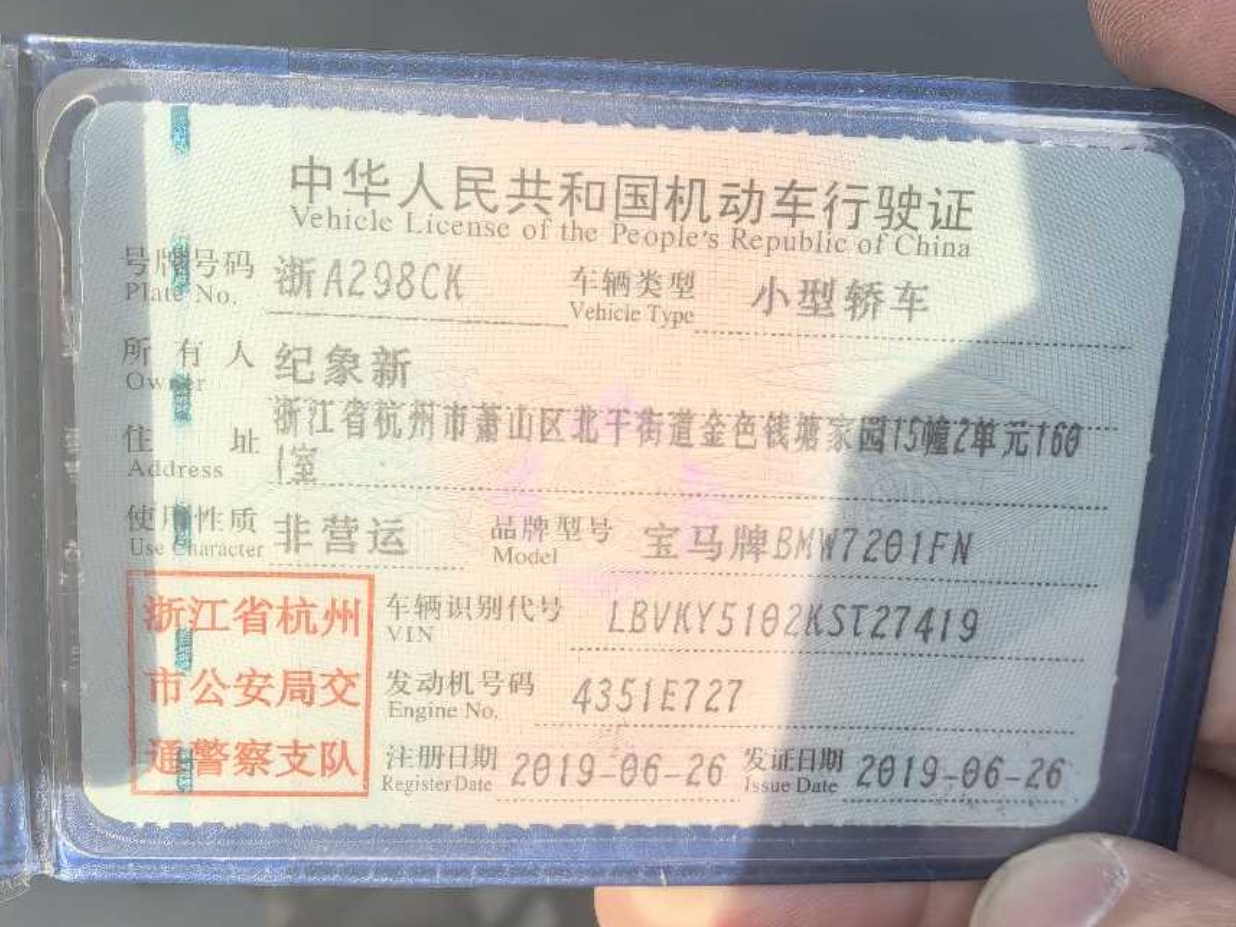 中华人民共和国机动车行驶证
Vehicle License of the People's Republic of China
号牌号码 浙A298CK 车辆类型 小型轿车
Plate No. Vehicle Type
所有人 纪象新
Owner
浙江省杭州市萧山区北干街道金色钱塘家园15幢2单元160
住址 1室
Address
使用性质 非营运 品牌型号 宝马牌BMW7201FN
Use Character Model
浙江省杭州 车辆识别代号 LBVKY5102KST27419
VIN
市公安局交 发动机号码 4351E727
Engine No.
通警察支队 注册日期 2019-06-26 发证日期 2019-06-26
Register Date Issue Date